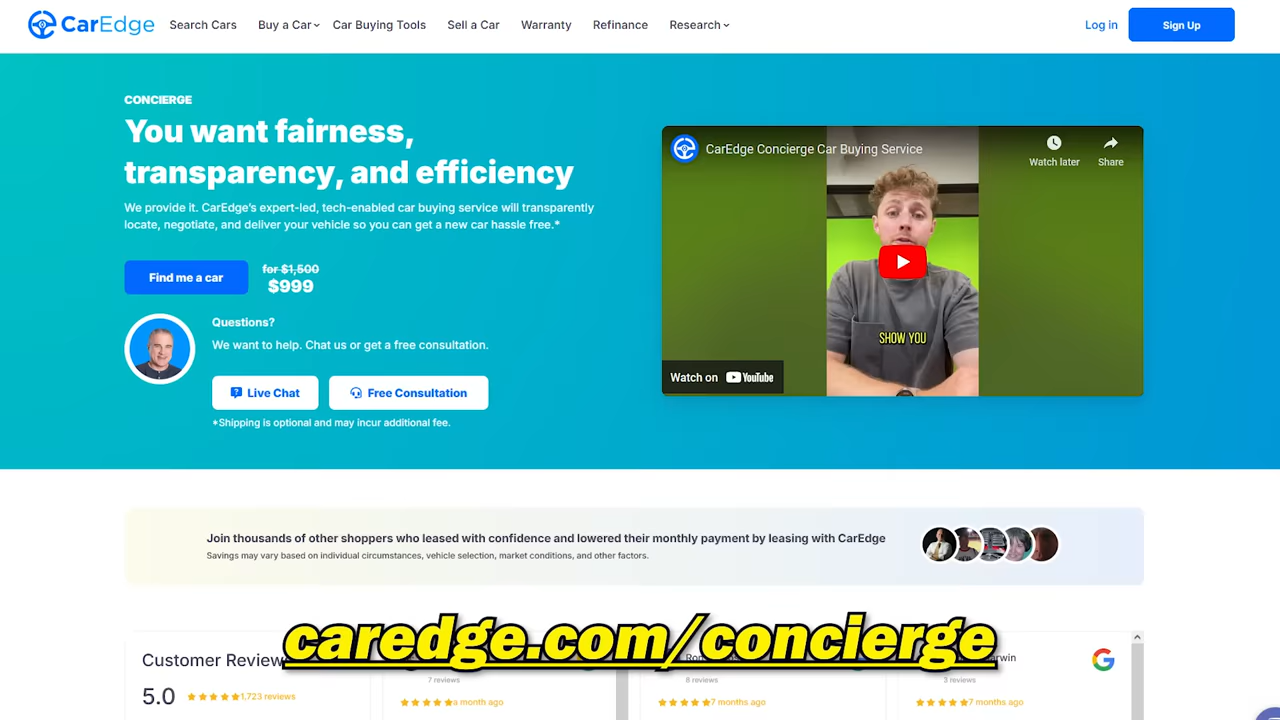 CarEdge
Search Cars
Buy a Car
Car Buying Tools
Sell a Car
Warranty
Refinance
Research
Log in
Sign Up
CONCIERGE
You want fairness,
transparency, and efficiency
We provide it. CarEdge's expert-led, tech-enabled car buying service will transparently
locate, negotiate, and deliver your vehicle so you can get a new car hassle free.*
Find me a car
for $1,500
$999
Questions?
We want to help. Chat us or get a free consultation.
Live Chat
Free Consultation
*Shipping is optional and may incur additional fee.
CarEdge Concierge Car Buying Service
Watch later
Share
SHOW YOU
Watch on YouTube
Join thousands of other shoppers who leased with confidence and lowered their monthly payment by leasing with CarEdge
Savings may vary based on individual circumstances, vehicle selection, market conditions, and other factors.
caredge.com/concierge
Customer Reviews
5.0
1,723 reviews
7 reviews
a month ago
8 reviews
7 months ago
3 reviews
7 months ago